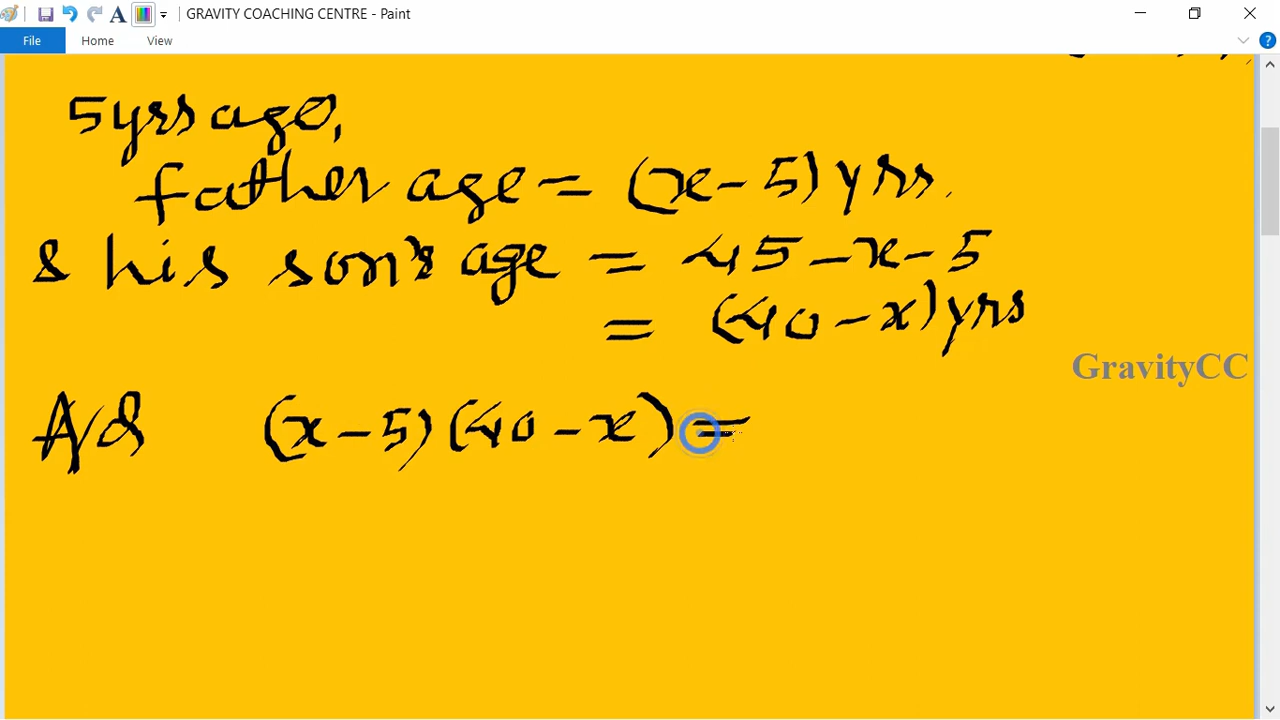 GRAVITY COACHING CENTRE - Paint
File Home View
5yrs ago,
father age = (x-5) yrs.
& his son's age = 45-x-5
= (40-x) yrs
GravityCC
A/Q (x-5)(40-x) =